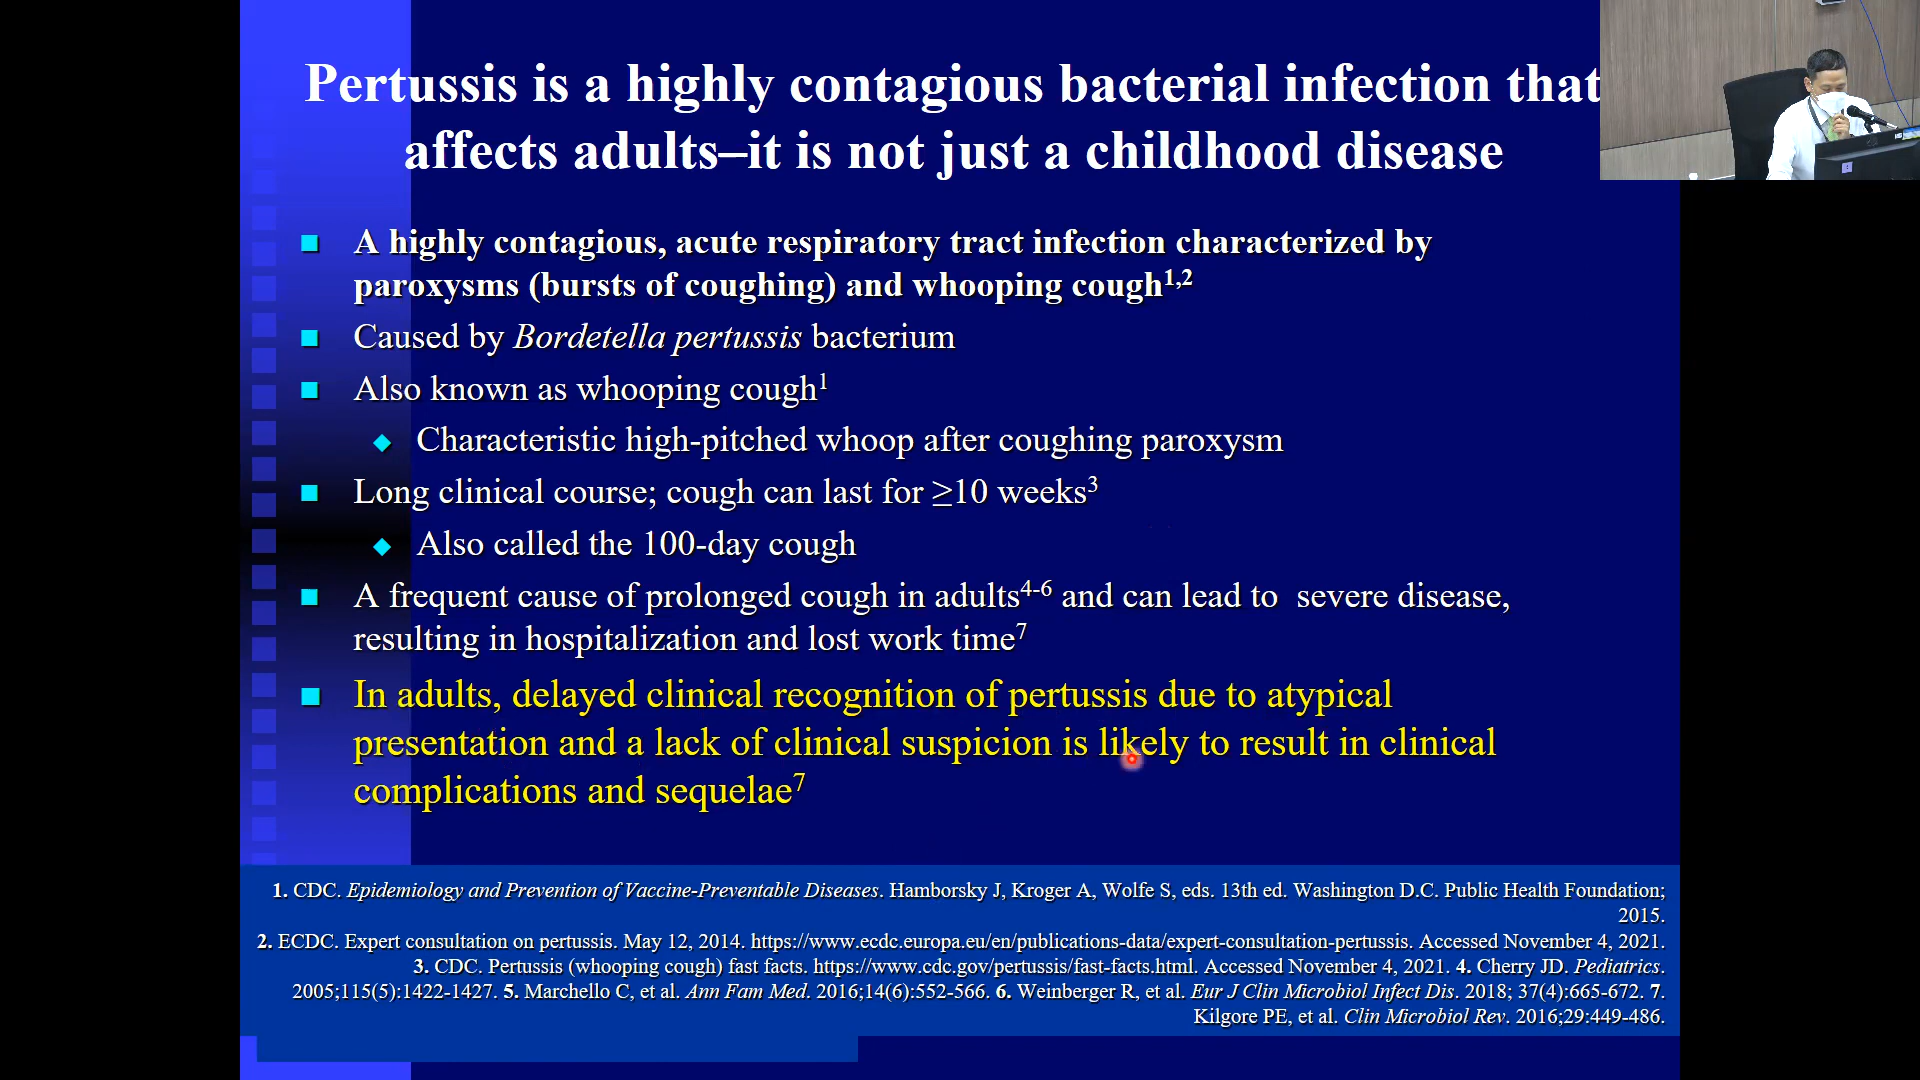 Pertussis is a highly contagious bacterial infection that
affects adults–it is not just a childhood disease
A highly contagious, acute respiratory tract infection characterized by
paroxysms (bursts of coughing) and whooping cough1,2
Caused by Bordetella pertussis bacterium
Also known as whooping cough1
Characteristic high-pitched whoop after coughing paroxysm
Long clinical course; cough can last for ≥10 weeks3
Also called the 100-day cough
A frequent cause of prolonged cough in adults4-6 and can lead to  severe disease,
resulting in hospitalization and lost work time7
In adults, delayed clinical recognition of pertussis due to atypical
presentation and a lack of clinical suspicion is likely to result in clinical
complications and sequelae7
1. CDC. Epidemiology and Prevention of Vaccine-Preventable Diseases. Hamborsky J, Kroger A, Wolfe S, eds. 13th ed. Washington D.C. Public Health Foundation;
2015.
2. ECDC. Expert consultation on pertussis. May 12, 2014. https://www.ecdc.europa.eu/en/publications-data/expert-consultation-pertussis. Accessed November 4, 2021.
3. CDC. Pertussis (whooping cough) fast facts. https://www.cdc.gov/pertussis/fast-facts.html. Accessed November 4, 2021. 4. Cherry JD. Pediatrics.
2005;115(5):1422-1427. 5. Marchello C, et al. Ann Fam Med. 2016;14(6):552-566. 6. Weinberger R, et al. Eur J Clin Microbiol Infect Dis. 2018; 37(4):665-672. 7.
Kilgore PE, et al. Clin Microbiol Rev. 2016;29:449-486.